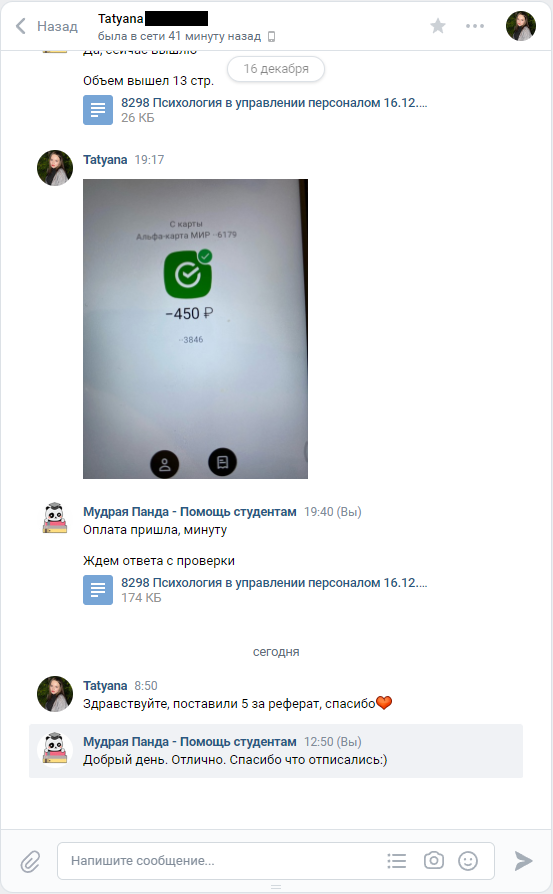 Назад
Tatyana
была в сети 41 минуту назад
Да, сейчас вышлю
16 декабря
Объем вышел 13 стр.
8298 Психология в управлении персоналом 16.12....
26 КБ
Tatyana 19:17
С карты
Альфа-карта МИР ··6179
−450 ₽
··3846
Мудрая Панда - Помощь студентам 19:40 (Вы)
Оплата пришла, минуту
Ждем ответа с проверки
8298 Психология в управлении персоналом 16.12....
174 КБ
сегодня
Tatyana 8:50
Здравствуйте, поставили 5 за реферат, спасибо❤️
Мудрая Панда - Помощь студентам 12:50 (Вы)
Добрый день. Отлично. Спасибо что отписались:)
Напишите сообщение...